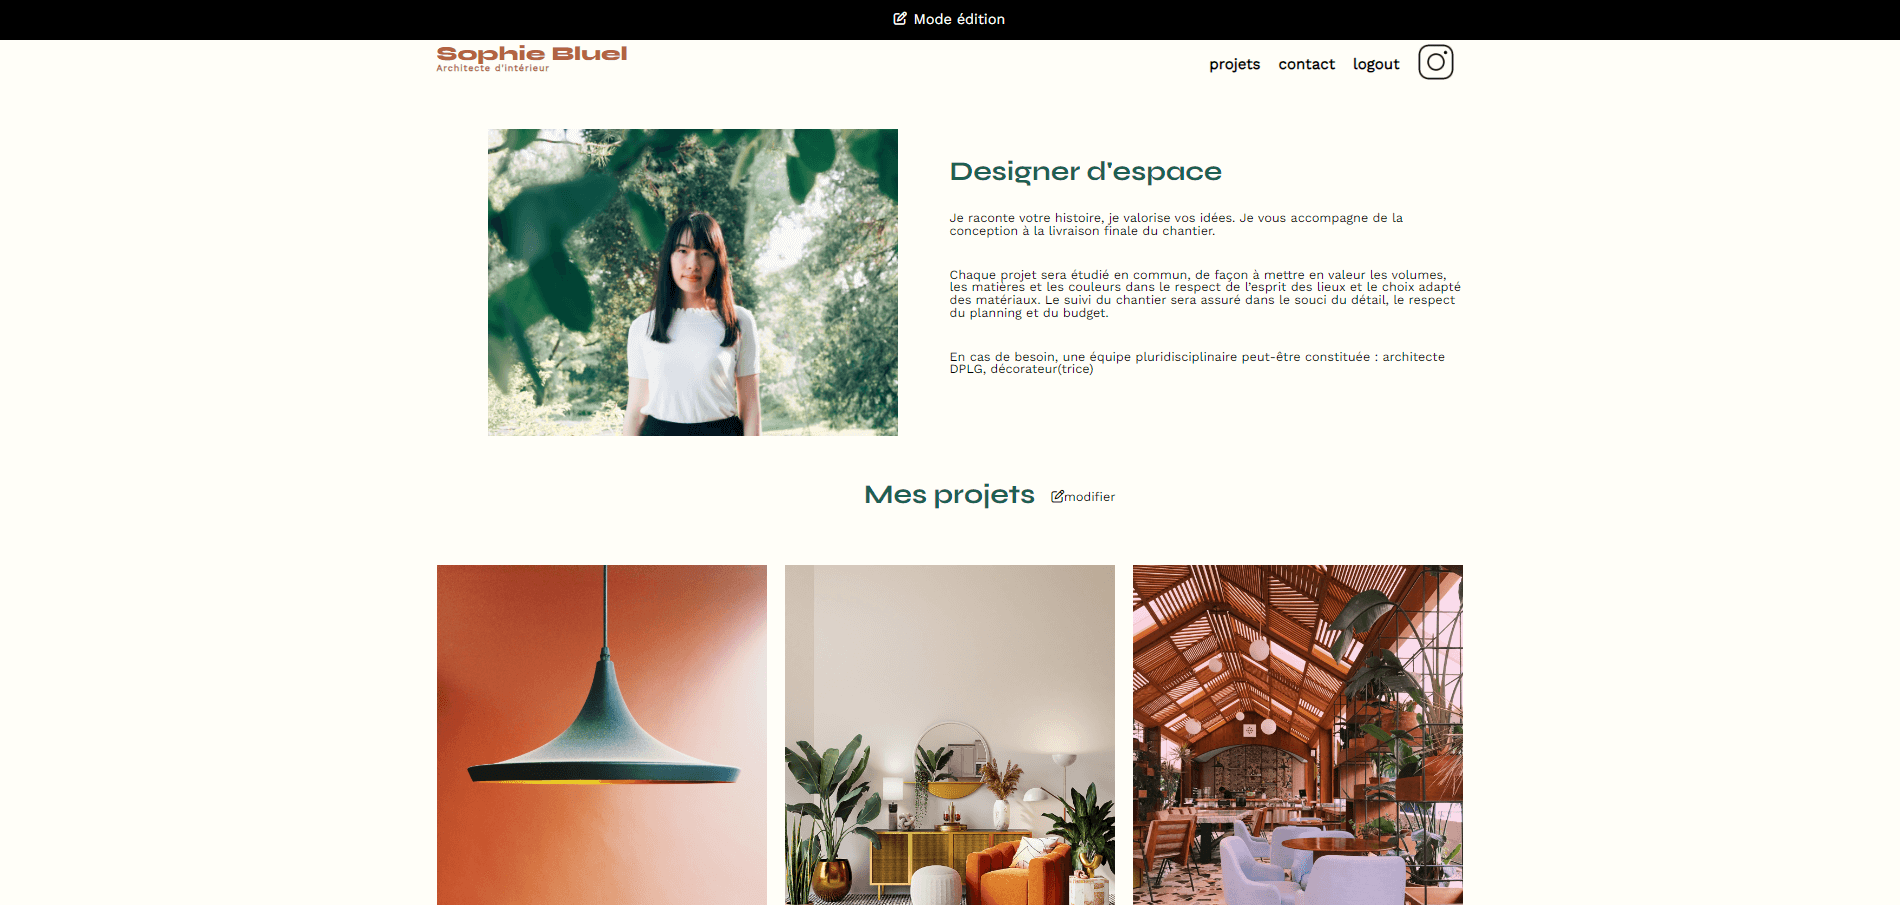 Mode édition
Sophie Bluel
Architecte d'intérieur
projets contact logout
Designer d'espace
Je raconte votre histoire, je valorise vos idées. Je vous accompagne de la
conception à la livraison finale du chantier.
Chaque projet sera étudié en commun, de façon à mettre en valeur les volumes,
les matières et les couleurs dans le respect de l’esprit des lieux et le choix adapté
des matériaux. Le suivi du chantier sera assuré dans le souci du détail, le respect
du planning et du budget.
En cas de besoin, une équipe pluridisciplinaire peut-être constituée : architecte
DPLG, décorateur(trice)
Mes projets modifier